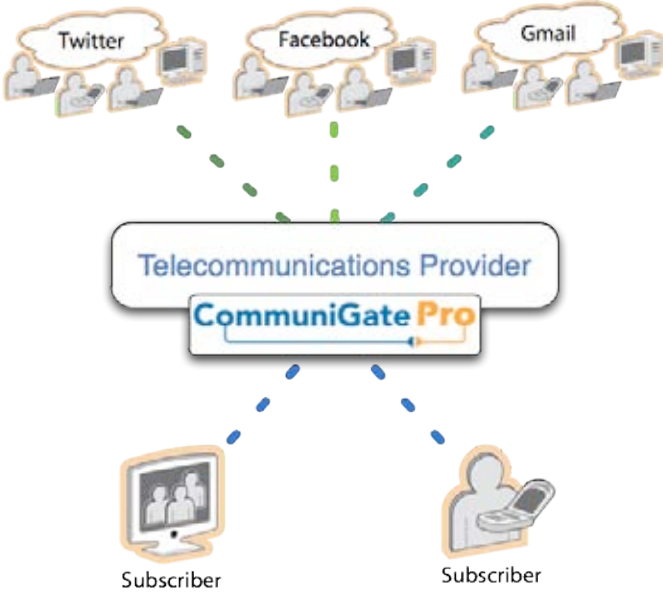 Twitter
Facebook
Gmail
Telecommunications Provider
CommuniGate Pro
Subscriber
Subscriber